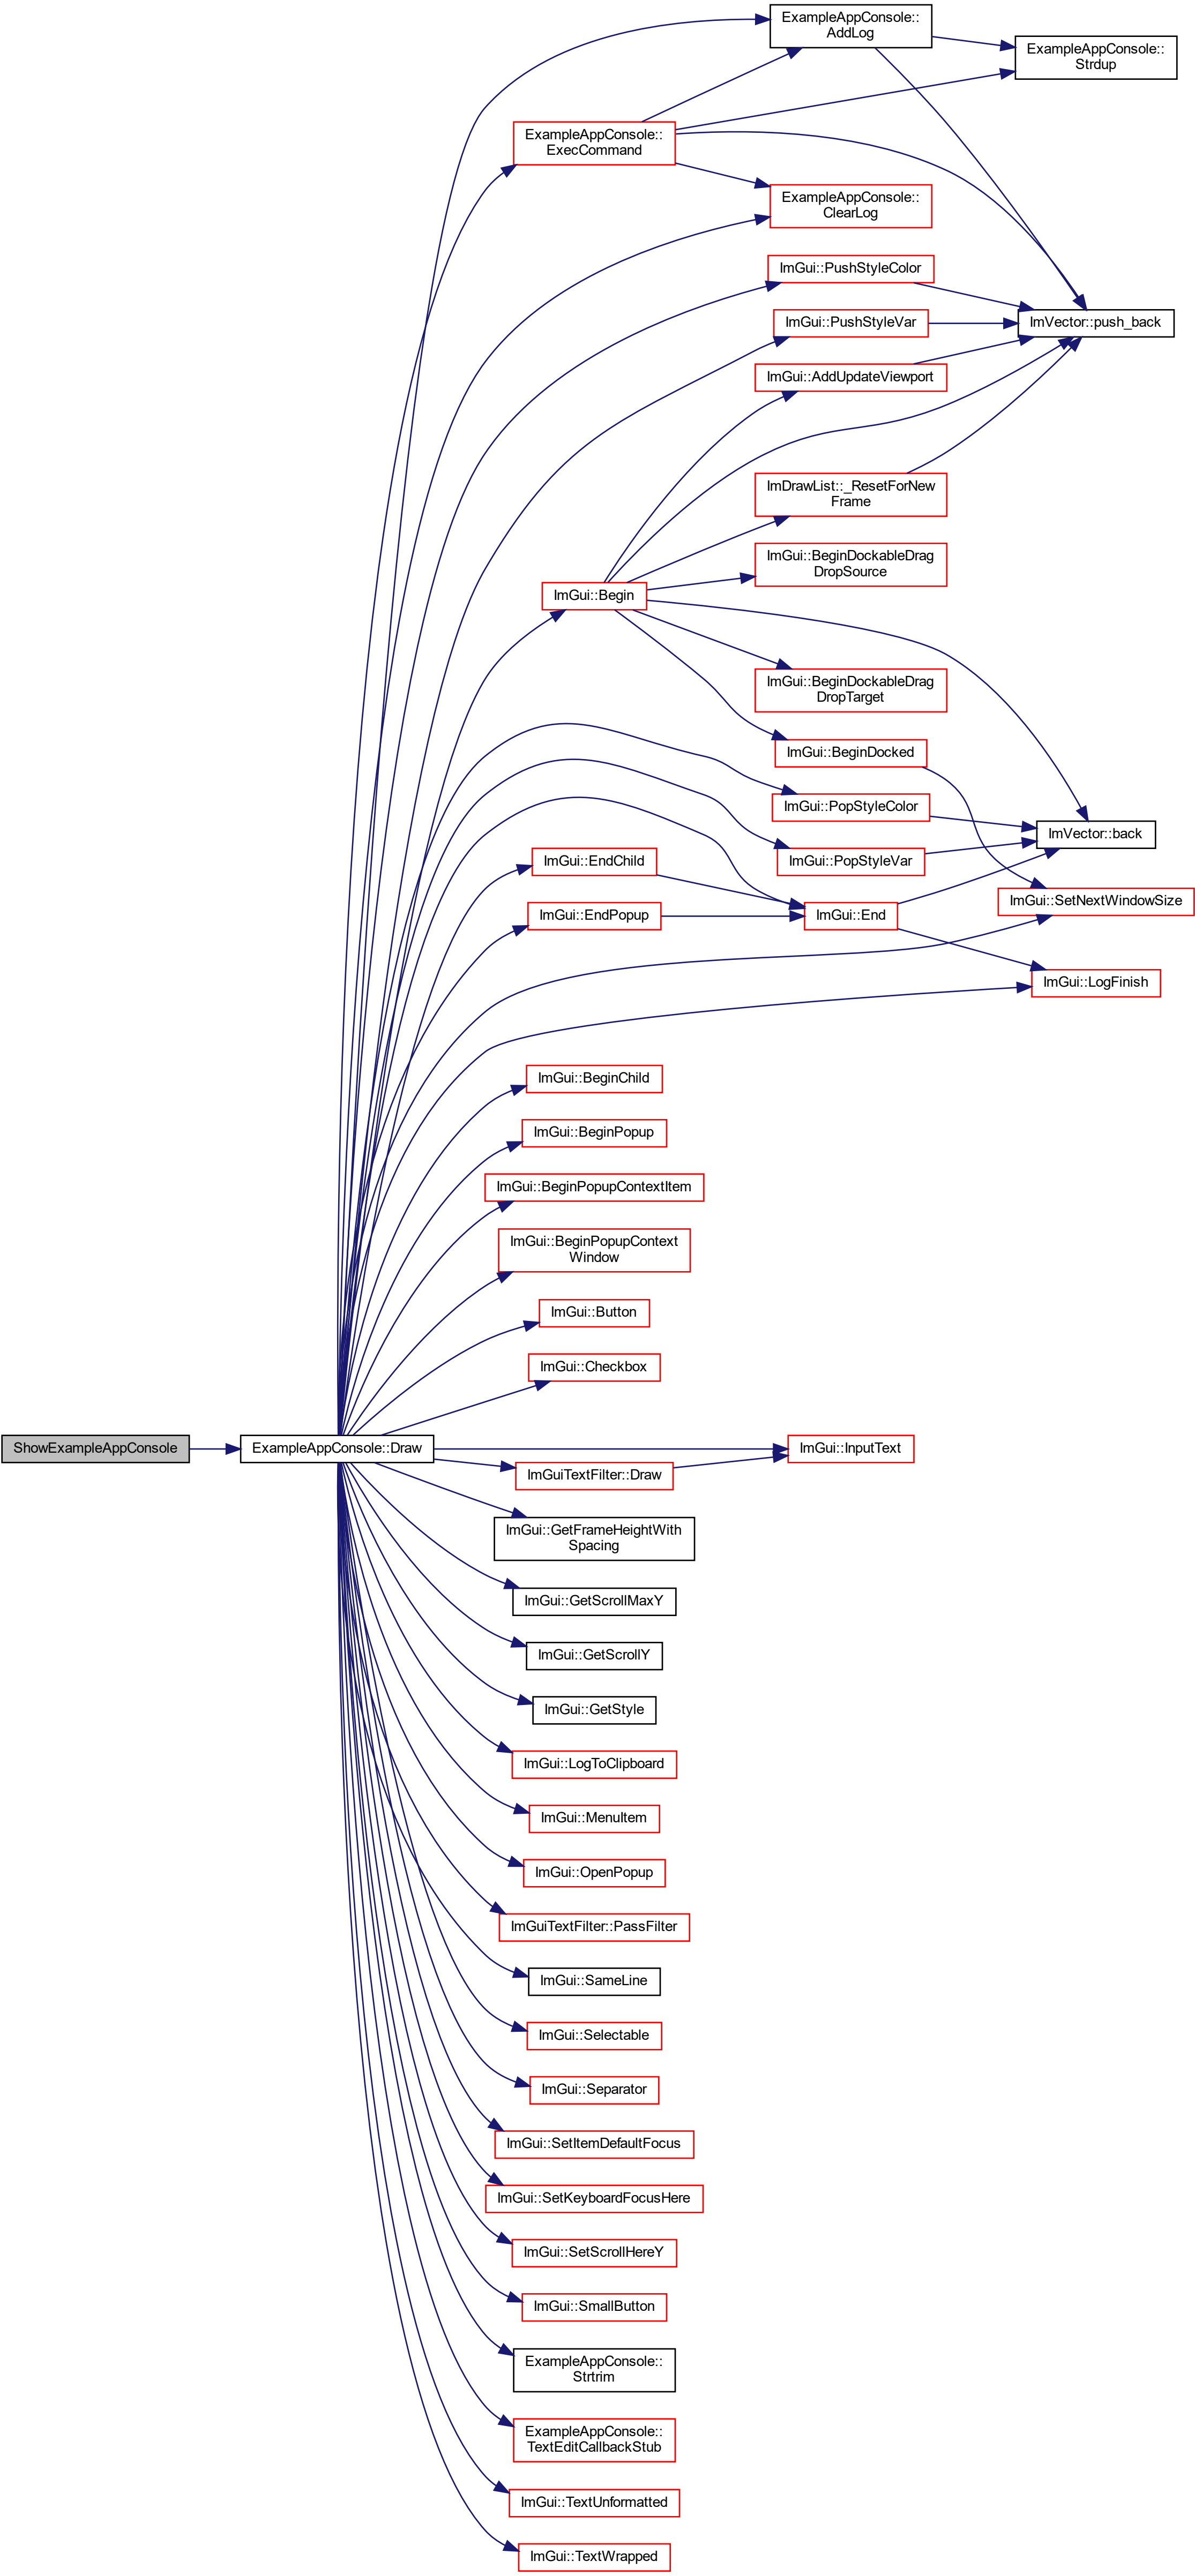 ExampleAppConsole::
AddLog
ExampleAppConsole::
Strdup
ExampleAppConsole::
ExecCommand
ExampleAppConsole::
ClearLog
ImGui::PushStyleColor
ImGui::PushStyleVar
ImVector::push_back
ImGui::AddUpdateViewport
ImDrawList::_ResetForNew
Frame
ImGui::BeginDockableDrag
DropSource
ImGui::Begin
ImGui::BeginDockableDrag
DropTarget
ImGui::BeginDocked
ImGui::PopStyleColor
ImVector::back
ImGui::EndChild
ImGui::PopStyleVar
ImGui::SetNextWindowSize
ImGui::EndPopup
ImGui::End
ImGui::LogFinish
ImGui::BeginChild
ImGui::BeginPopup
ImGui::BeginPopupContextItem
ImGui::BeginPopupContext
Window
ImGui::Button
ImGui::Checkbox
ShowExampleAppConsole
ExampleAppConsole::Draw
ImGui::InputText
ImGuiTextFilter::Draw
ImGui::GetFrameHeightWith
Spacing
ImGui::GetScrollMaxY
ImGui::GetScrollY
ImGui::GetStyle
ImGui::LogToClipboard
ImGui::MenuItem
ImGui::OpenPopup
ImGuiTextFilter::PassFilter
ImGui::SameLine
ImGui::Selectable
ImGui::Separator
ImGui::SetItemDefaultFocus
ImGui::SetKeyboardFocusHere
ImGui::SetScrollHereY
ImGui::SmallButton
ExampleAppConsole::
Strtrim
ExampleAppConsole::
TextEditCallbackStub
ImGui::TextUnformatted
ImGui::TextWrapped